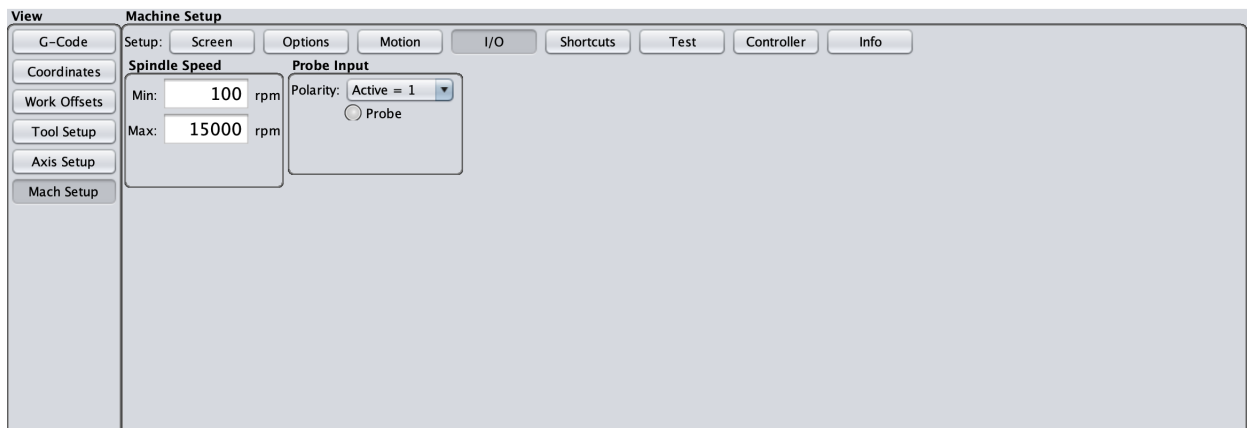 View
Machine Setup
G-Code
Coordinates
Work Offsets
Tool Setup
Axis Setup
Mach Setup
Setup: Screen Options Motion I/O Shortcuts Test Controller Info
Spindle Speed
Min: 100 rpm
Max: 15000 rpm
Probe Input
Polarity: Active = 1
Probe